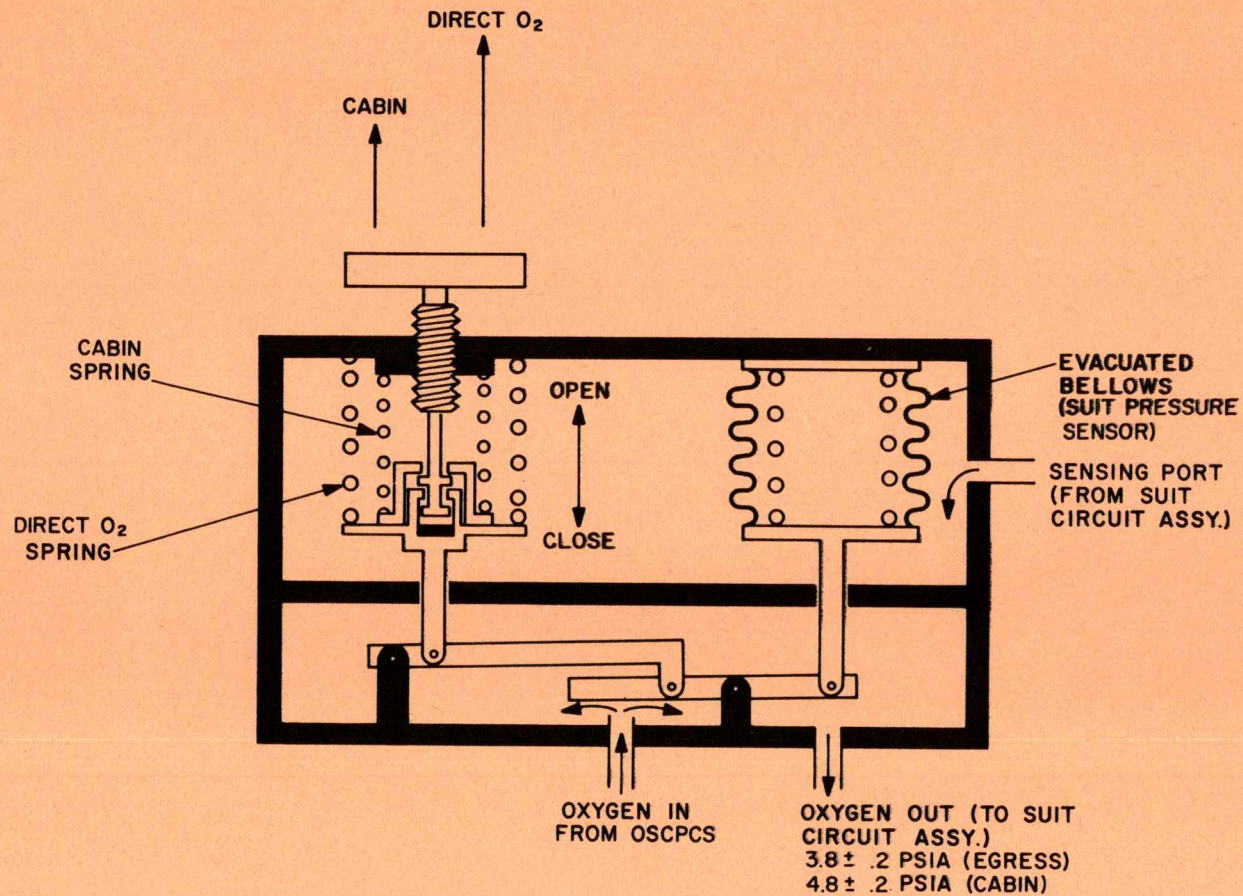 DIRECT O₂
CABIN
CABIN
SPRING
OPEN
EVACUATED
BELLOWS
(SUIT PRESSURE
SENSOR)
SENSING PORT
(FROM SUIT
CIRCUIT ASSY.)
DIRECT O₂
SPRING
CLOSE
OXYGEN IN
FROM OSCPCS
OXYGEN OUT (TO SUIT
CIRCUIT ASSY.)
3.8 ± .2 PSIA (EGRESS)
4.8 ± .2 PSIA (CABIN)